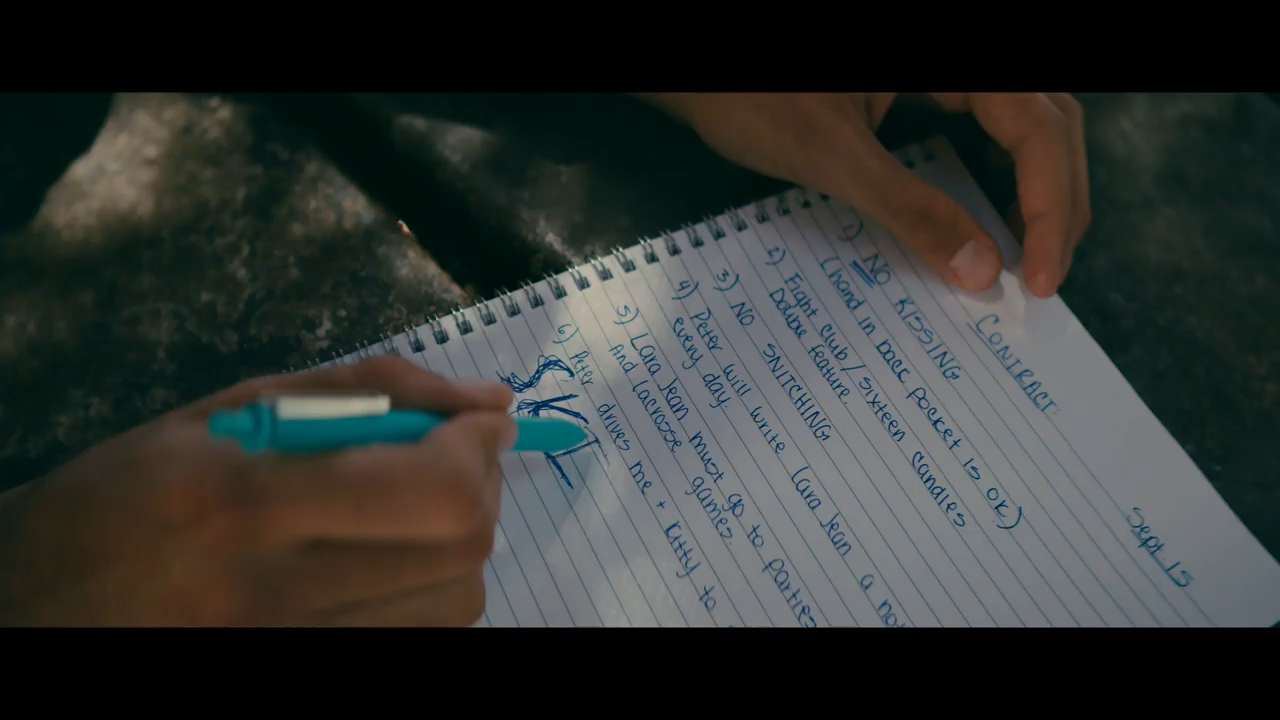 Sept 15
CONTRACT:
1) NO KISSING
(hand in back pocket is ok)
2) Fight club/sixteen candles
Double feature.
3) NO SNITCHING
4) Peter will write Lara Jean a
every day.
5) Lara Jean must go to parties
And lacrosse games.
6) Peter drives me + kitty to